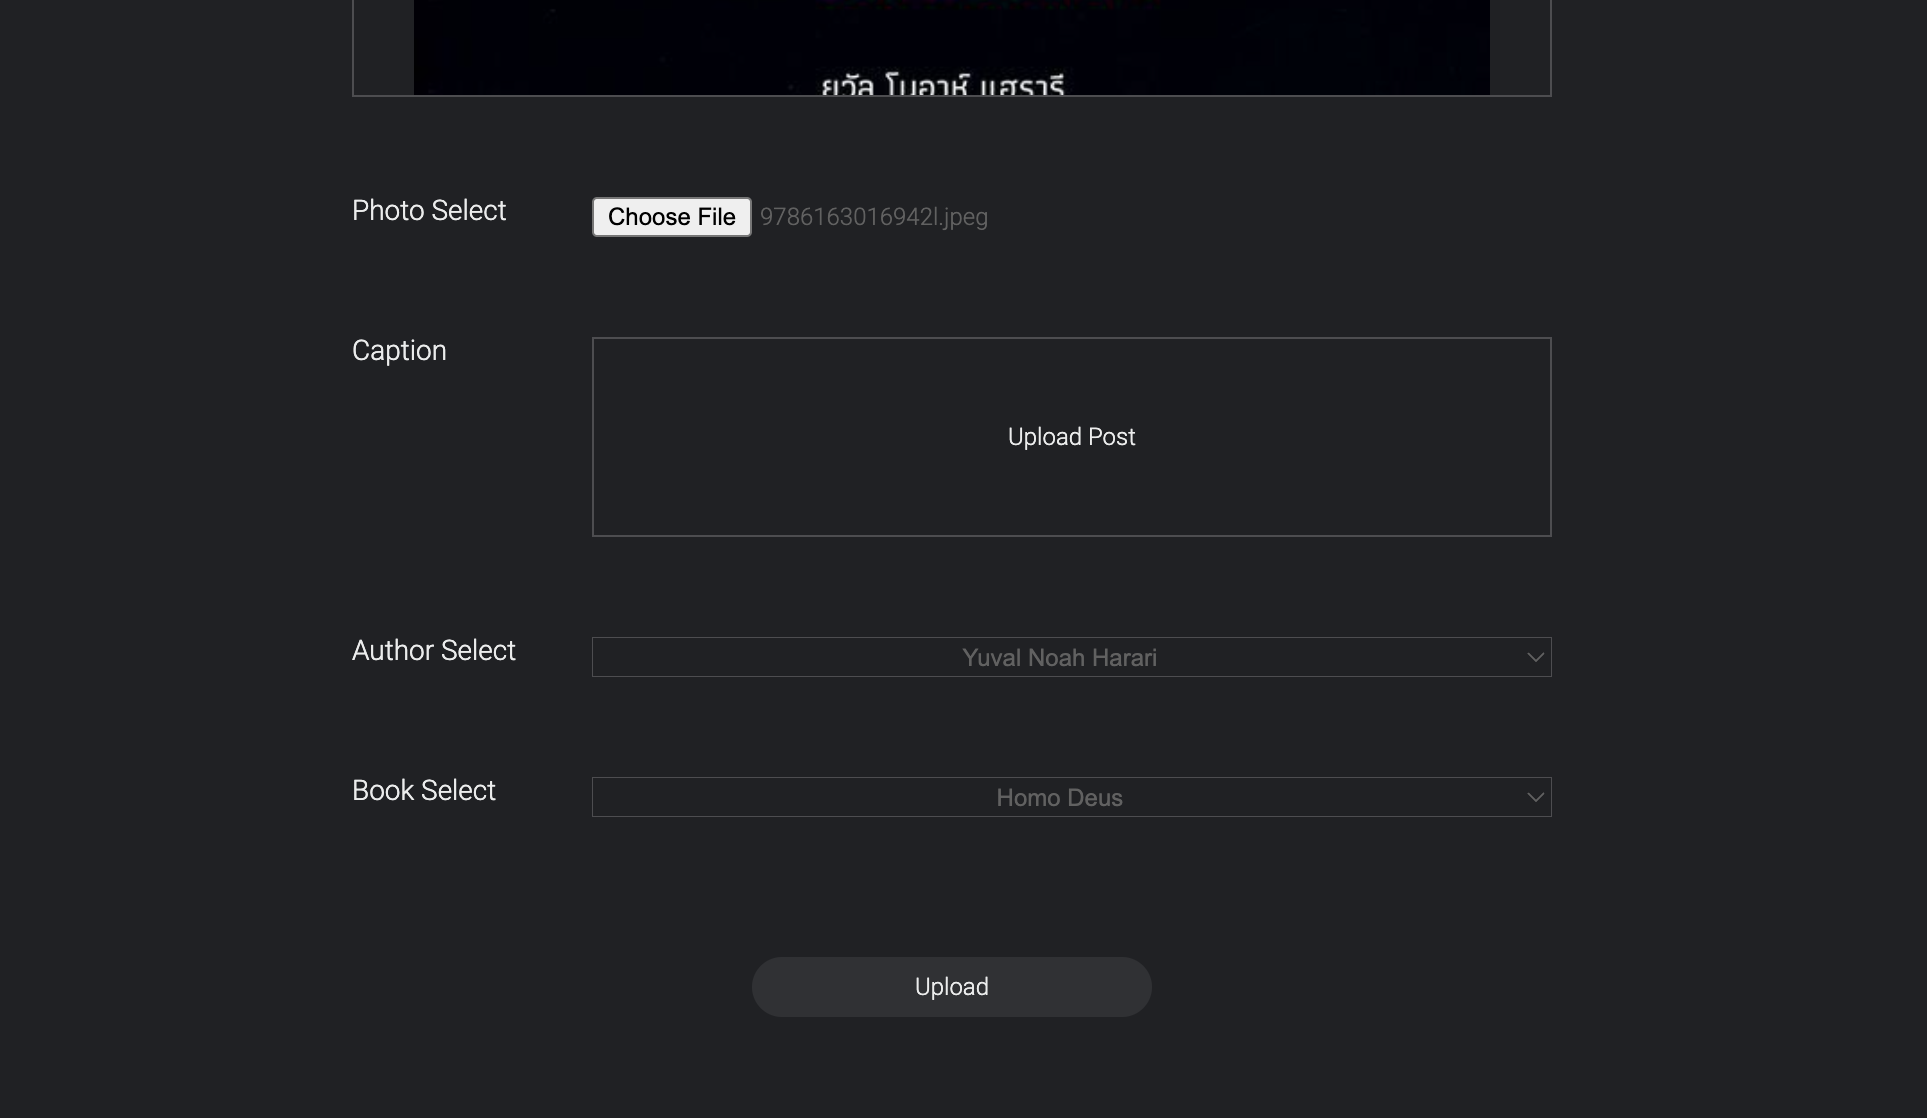 ยูวัล โนอาห์ แฮรารี
Photo Select
Choose File 9786163016942l.jpeg
Caption
Upload Post
Author Select
Yuval Noah Harari
Book Select
Homo Deus
Upload